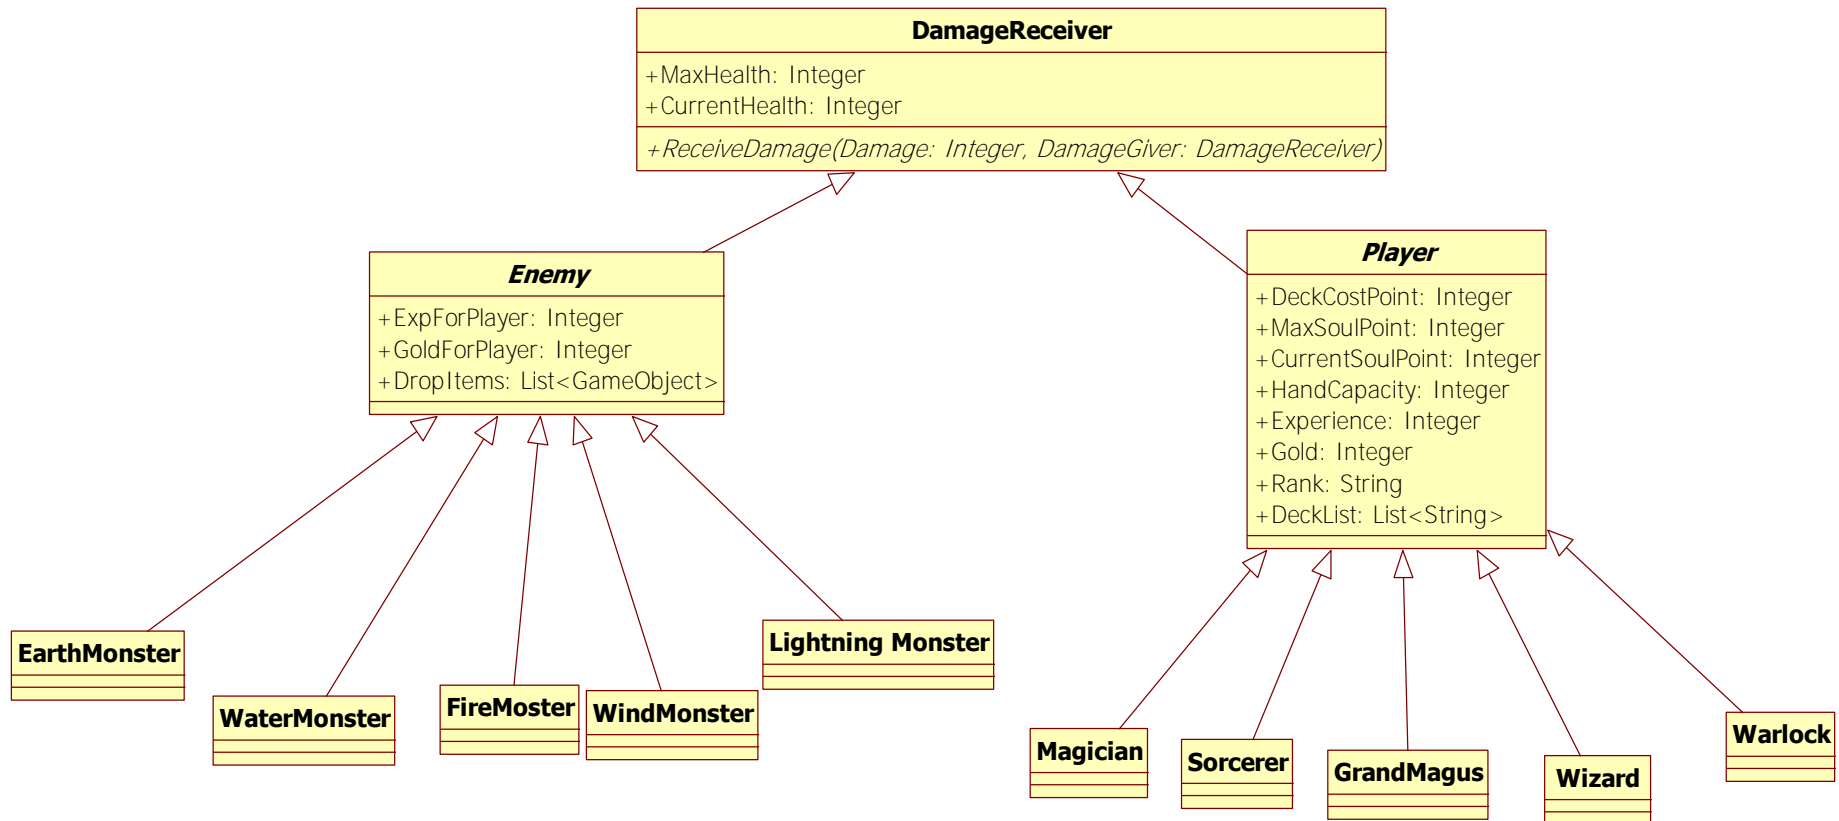 DamageReceiver
+MaxHealth: Integer
+CurrentHealth: Integer
+ReceiveDamage(Damage: Integer, DamageGiver: DamageReceiver)
Enemy
+ExpForPlayer: Integer
+GoldForPlayer: Integer
+DropItems: List<GameObject>
Player
+DeckCostPoint: Integer
+MaxSoulPoint: Integer
+CurrentSoulPoint: Integer
+HandCapacity: Integer
+Experience: Integer
+Gold: Integer
+Rank: String
+DeckList: List<String>
EarthMonster
WaterMonster
FireMoster
WindMonster
Lightning Monster
Magician
Sorcerer
GrandMagus
Wizard
Warlock